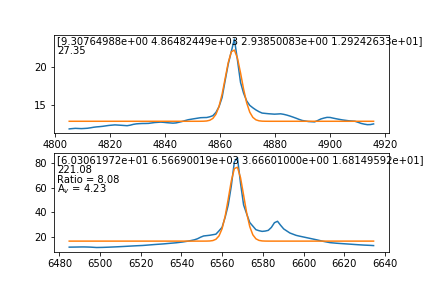 [9.30764988e+00 4.86482449e+03 2.93850083e+00 1.29242633e+01]
27.35
20
15
4800 4820 4840 4860 4880 4900 4920
[6.03061972e+01 6.56690019e+03 3.66601000e+00 1.68149592e+01]
221.08
Ratio = 8.08
Aᵥ = 4.23
80
60
40
20
6480 6500 6520 6540 6560 6580 6600 6620 6640